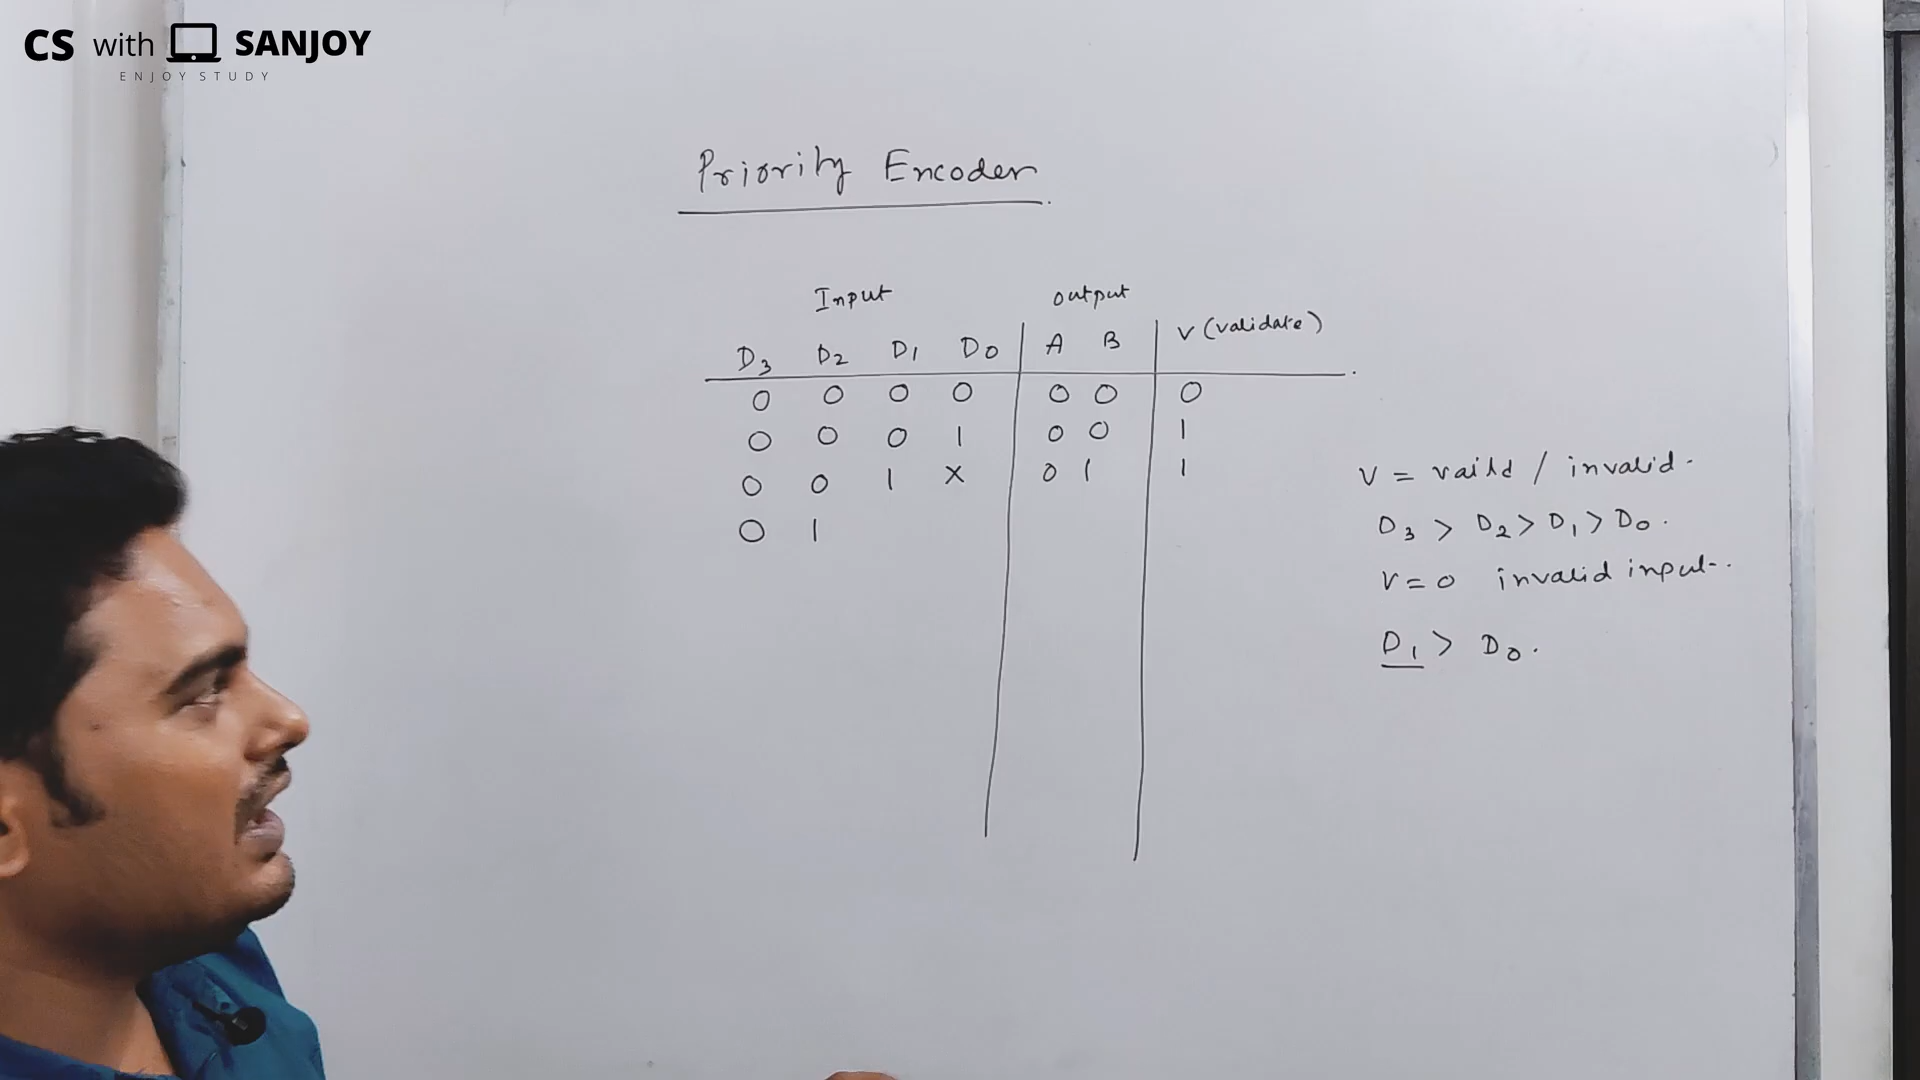 CS with SANJOY
ENJOY STUDY
Priority Encoder
Input output
D3 D2 D1 D0 A B V (validate)
0 0 0 0 0 0 0
0 0 0 1 0 0 1
0 0 1 X 0 1 1
0 1
V = vaild / invalid.
D3 > D2 > D1 > D0.
V = 0 invalid input..
D1 > D0.